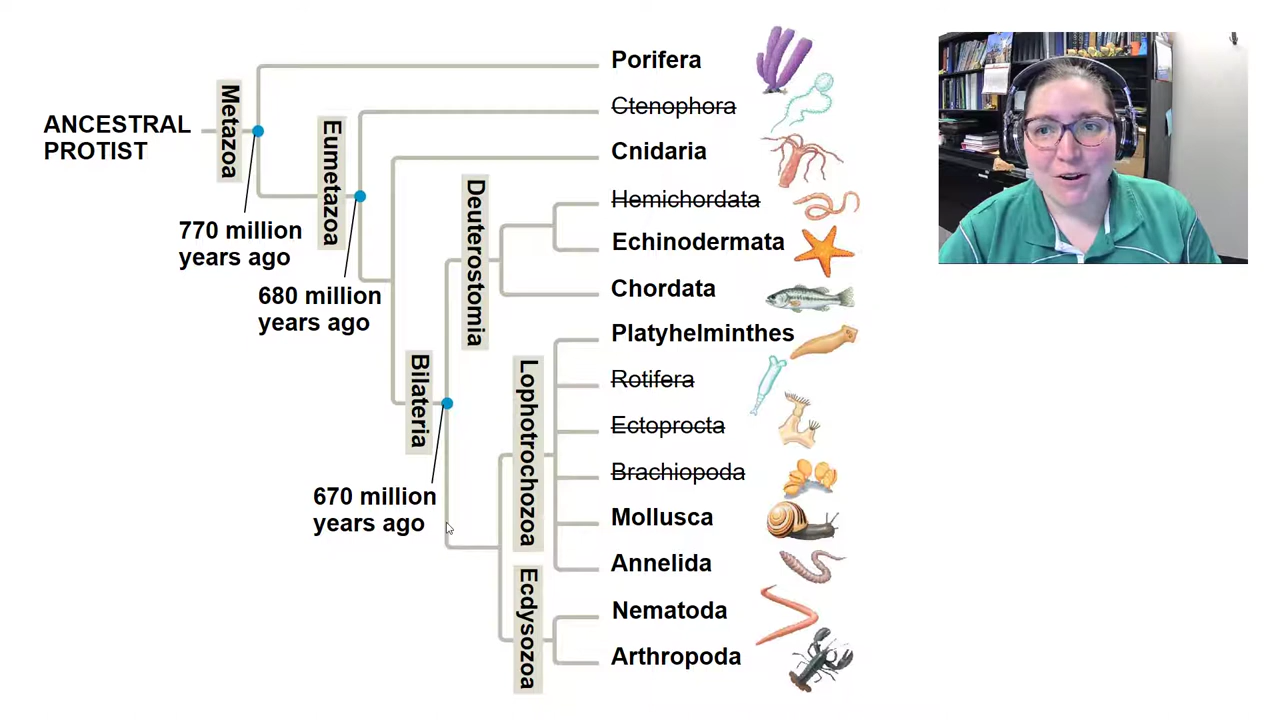 ANCESTRAL
PROTIST
Metazoa
770 million
years ago
Eumetazoa
680 million
years ago
Bilateria
670 million
years ago
Deuterostomia
Lophotrochozoa
Ecdysozoa
Porifera
Ctenophora
Cnidaria
Hemichordata
Echinodermata
Chordata
Platyhelminthes
Rotifera
Ectoprocta
Brachiopoda
Mollusca
Annelida
Nematoda
Arthropoda